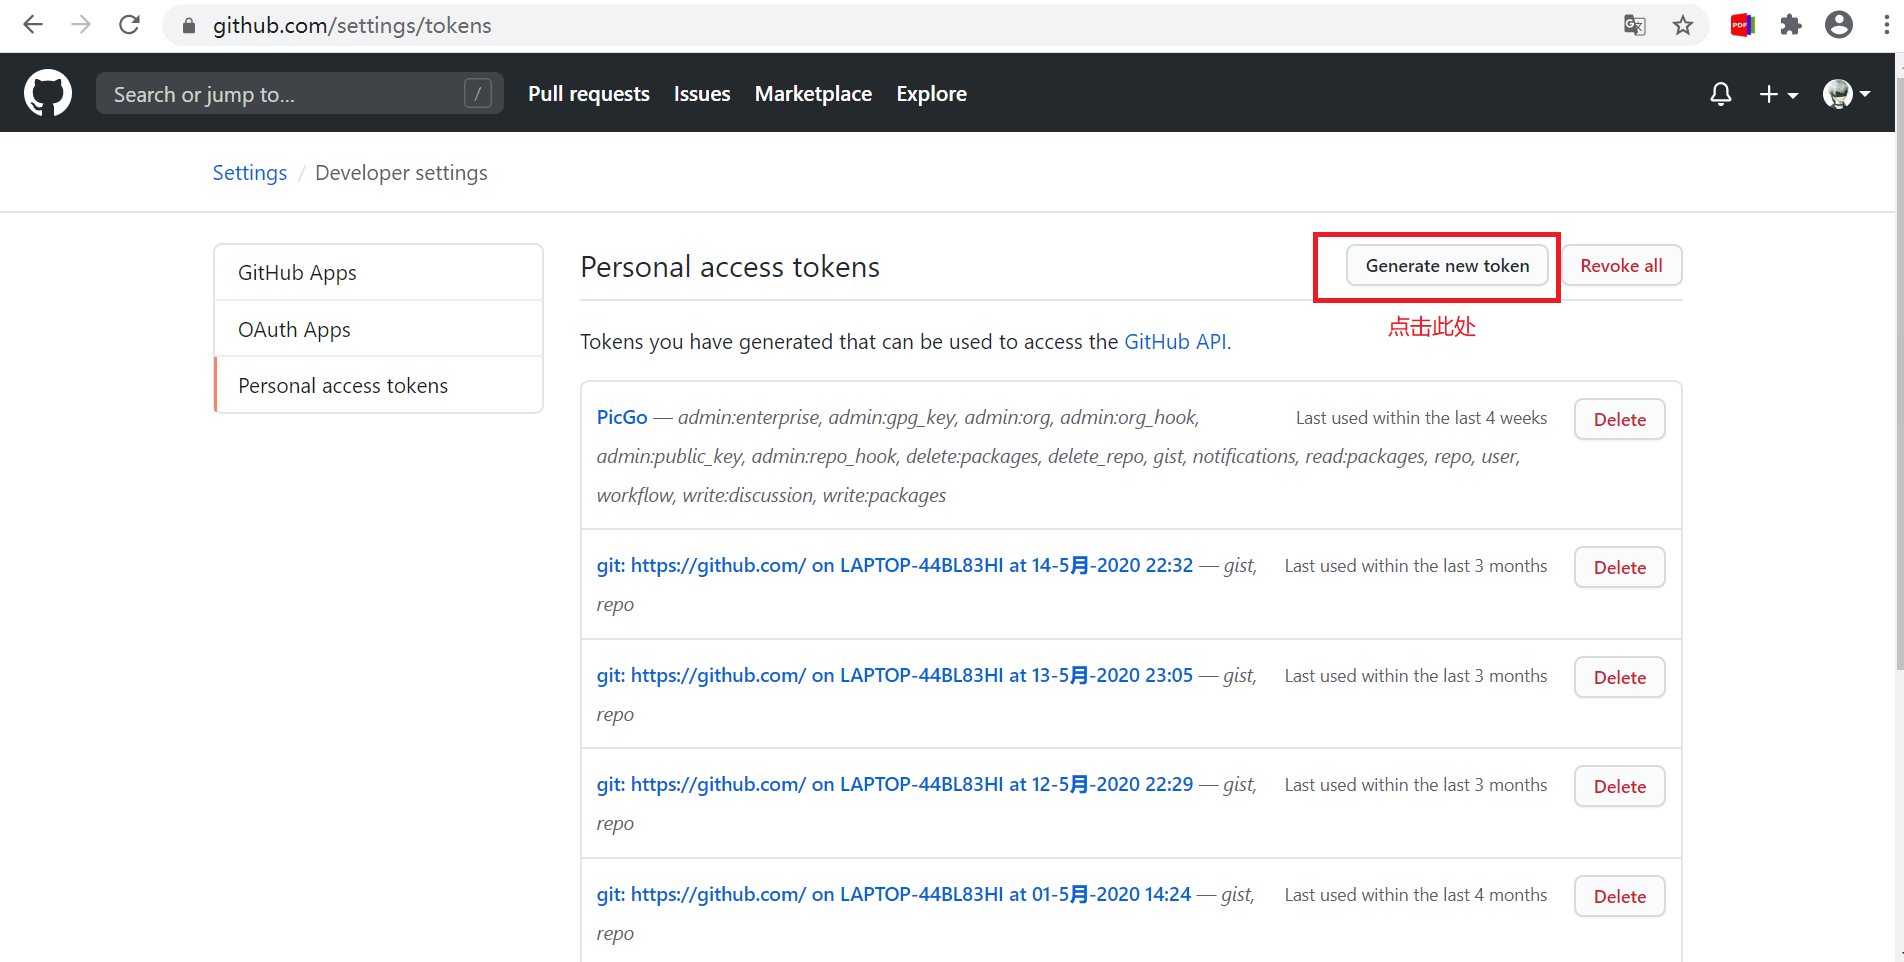 github.com/settings/tokens
PDF
Search or jump to... /
Pull requests Issues Marketplace Explore
Settings / Developer settings
GitHub Apps
OAuth Apps
Personal access tokens
Personal access tokens
Generate new token
Revoke all
点击此处
Tokens you have generated that can be used to access the GitHub API.
PicGo — admin:enterprise, admin:gpg_key, admin:org, admin:org_hook,
admin:public_key, admin:repo_hook, delete:packages, delete_repo, gist, notifications, read:packages, repo, user,
workflow, write:discussion, write:packages
Last used within the last 4 weeks
Delete
git: https://github.com/ on LAPTOP-44BL83HI at 14-5月-2020 22:32 — gist,
repo
Last used within the last 3 months
Delete
git: https://github.com/ on LAPTOP-44BL83HI at 13-5月-2020 23:05 — gist,
repo
Last used within the last 3 months
Delete
git: https://github.com/ on LAPTOP-44BL83HI at 12-5月-2020 22:29 — gist,
repo
Last used within the last 3 months
Delete
git: https://github.com/ on LAPTOP-44BL83HI at 01-5月-2020 14:24 — gist,
repo
Last used within the last 4 months
Delete